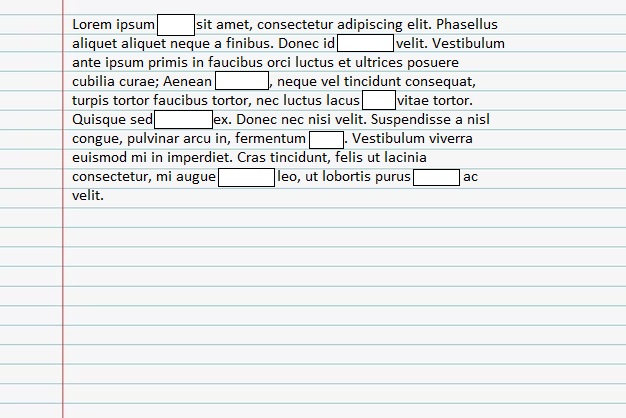 Lorem ipsum sit amet, consectetur adipiscing elit. Phasellus
aliquet aliquet neque a finibus. Donec id velit. Vestibulum
ante ipsum primis in faucibus orci luctus et ultrices posuere
cubilia curae; Aenean , neque vel tincidunt consequat,
turpis tortor faucibus tortor, nec luctus lacus vitae tortor.
Quisque sed ex. Donec nec nisi velit. Suspendisse a nisl
congue, pulvinar arcu in, fermentum . Vestibulum viverra
euismod mi in imperdiet. Cras tincidunt, felis ut lacinia
consectetur, mi augue leo, ut lobortis purus ac
velit.